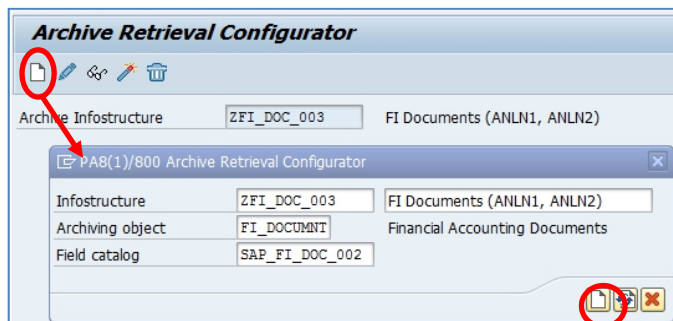 Archive Retrieval Configurator
Archive Infostructure ZFI_DOC_003 FI Documents (ANLN1, ANLN2)
PA8(1)/800 Archive Retrieval Configurator
Infostructure ZFI_DOC_003 FI Documents (ANLN1, ANLN2)
Archiving object FI_DOCUMNT Financial Accounting Documents
Field catalog SAP_FI_DOC_002